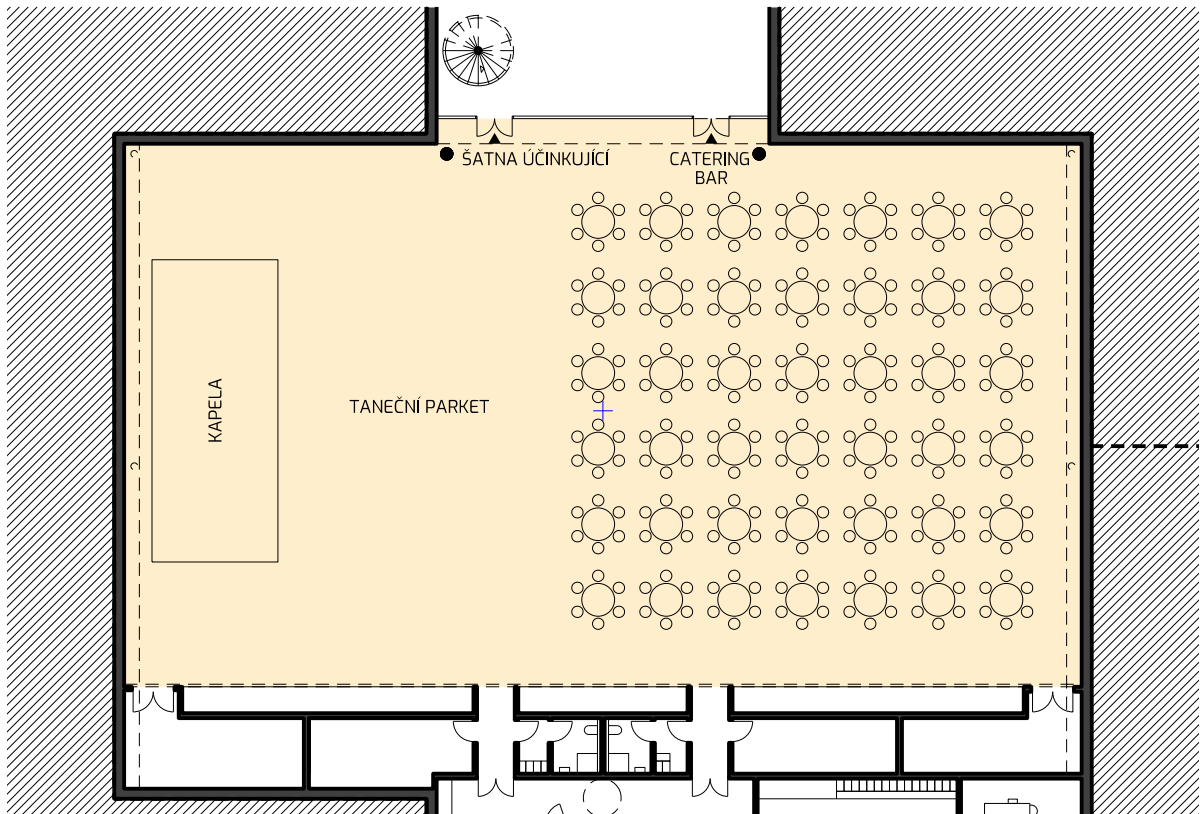 ŠATNA ÚČINKUJÍCÍ
CATERING
BAR
KAPELA
TANEČNÍ PARKET